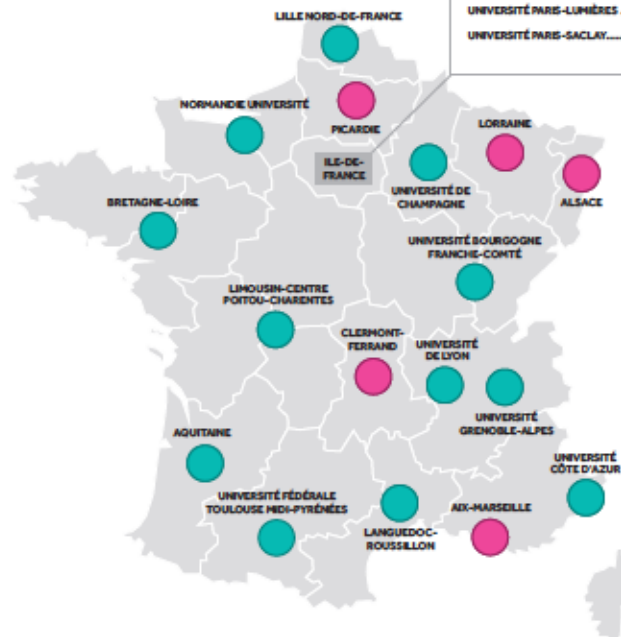 UNIVERSITÉ PARIS-LUMIÈRES
UNIVERSITÉ PARIS-SACLAY......
LILLE NORD-DE-FRANCE
NORMANDIE UNIVERSITÉ
PICARDIE
LORRAINE
ILE-DE-
FRANCE
UNIVERSITÉ DE
CHAMPAGNE
ALSACE
BRETAGNE-LOIRE
UNIVERSITÉ BOURGOGNE
FRANCHE-COMTÉ
LIMOUSIN-CENTRE
POITOU-CHARENTES
CLERMONT-
FERRAND
UNIVERSITÉ
DE LYON
UNIVERSITÉ
GRENOBLE-ALPES
AQUITAINE
UNIVERSITÉ
CÔTE D'AZUR
UNIVERSITÉ FÉDÉRALE
TOULOUSE MIDI-PYRÉNÉES
LANGUEDOC-
ROUSSILLON
AIX-MARSEILLE